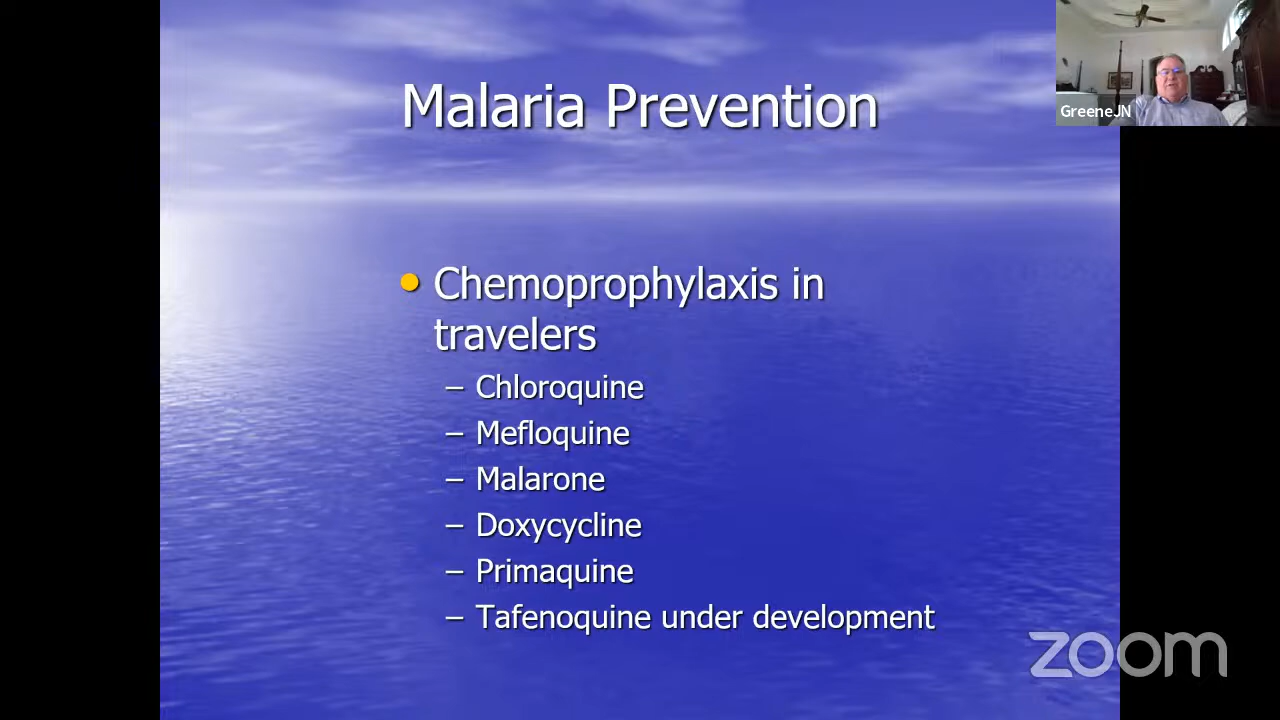 Malaria Prevention
GreeneJN
• Chemoprophylaxis in
travelers
– Chloroquine
– Mefloquine
– Malarone
– Doxycycline
– Primaquine
– Tafenoquine under development
zoom